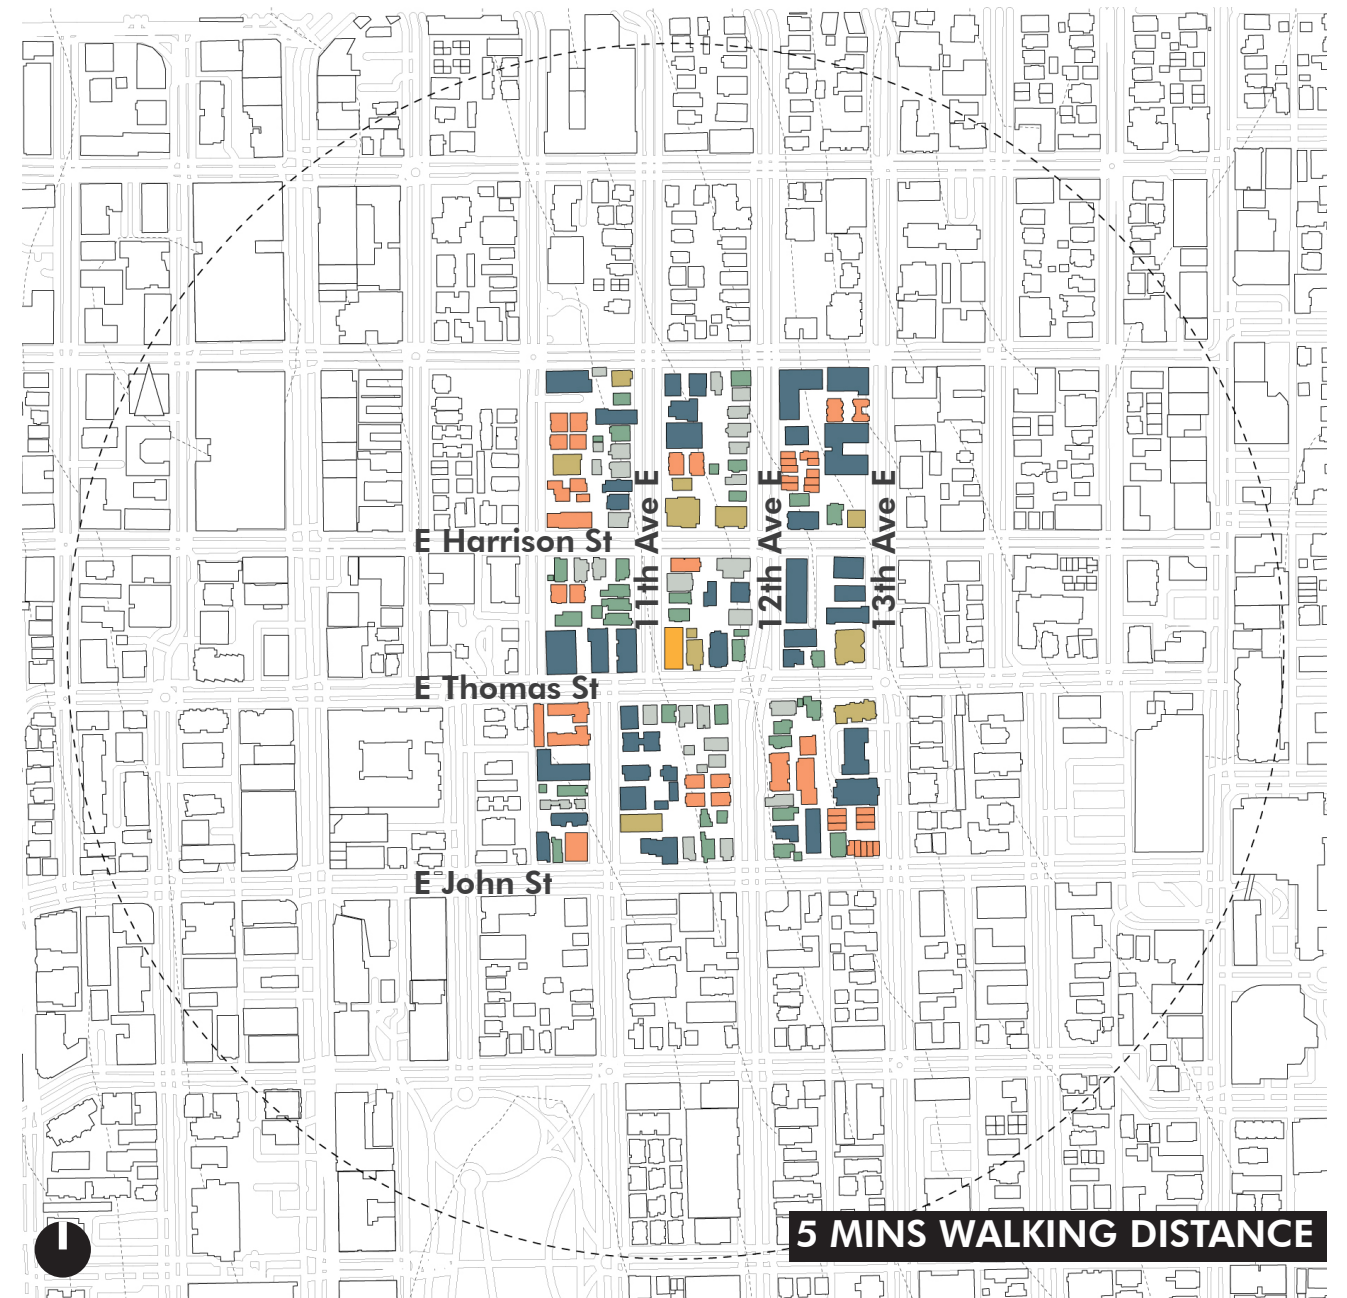 11th Ave E
12th Ave E
13th Ave E
E Harrison St
E Thomas St
E John St
5 MINS WALKING DISTANCE